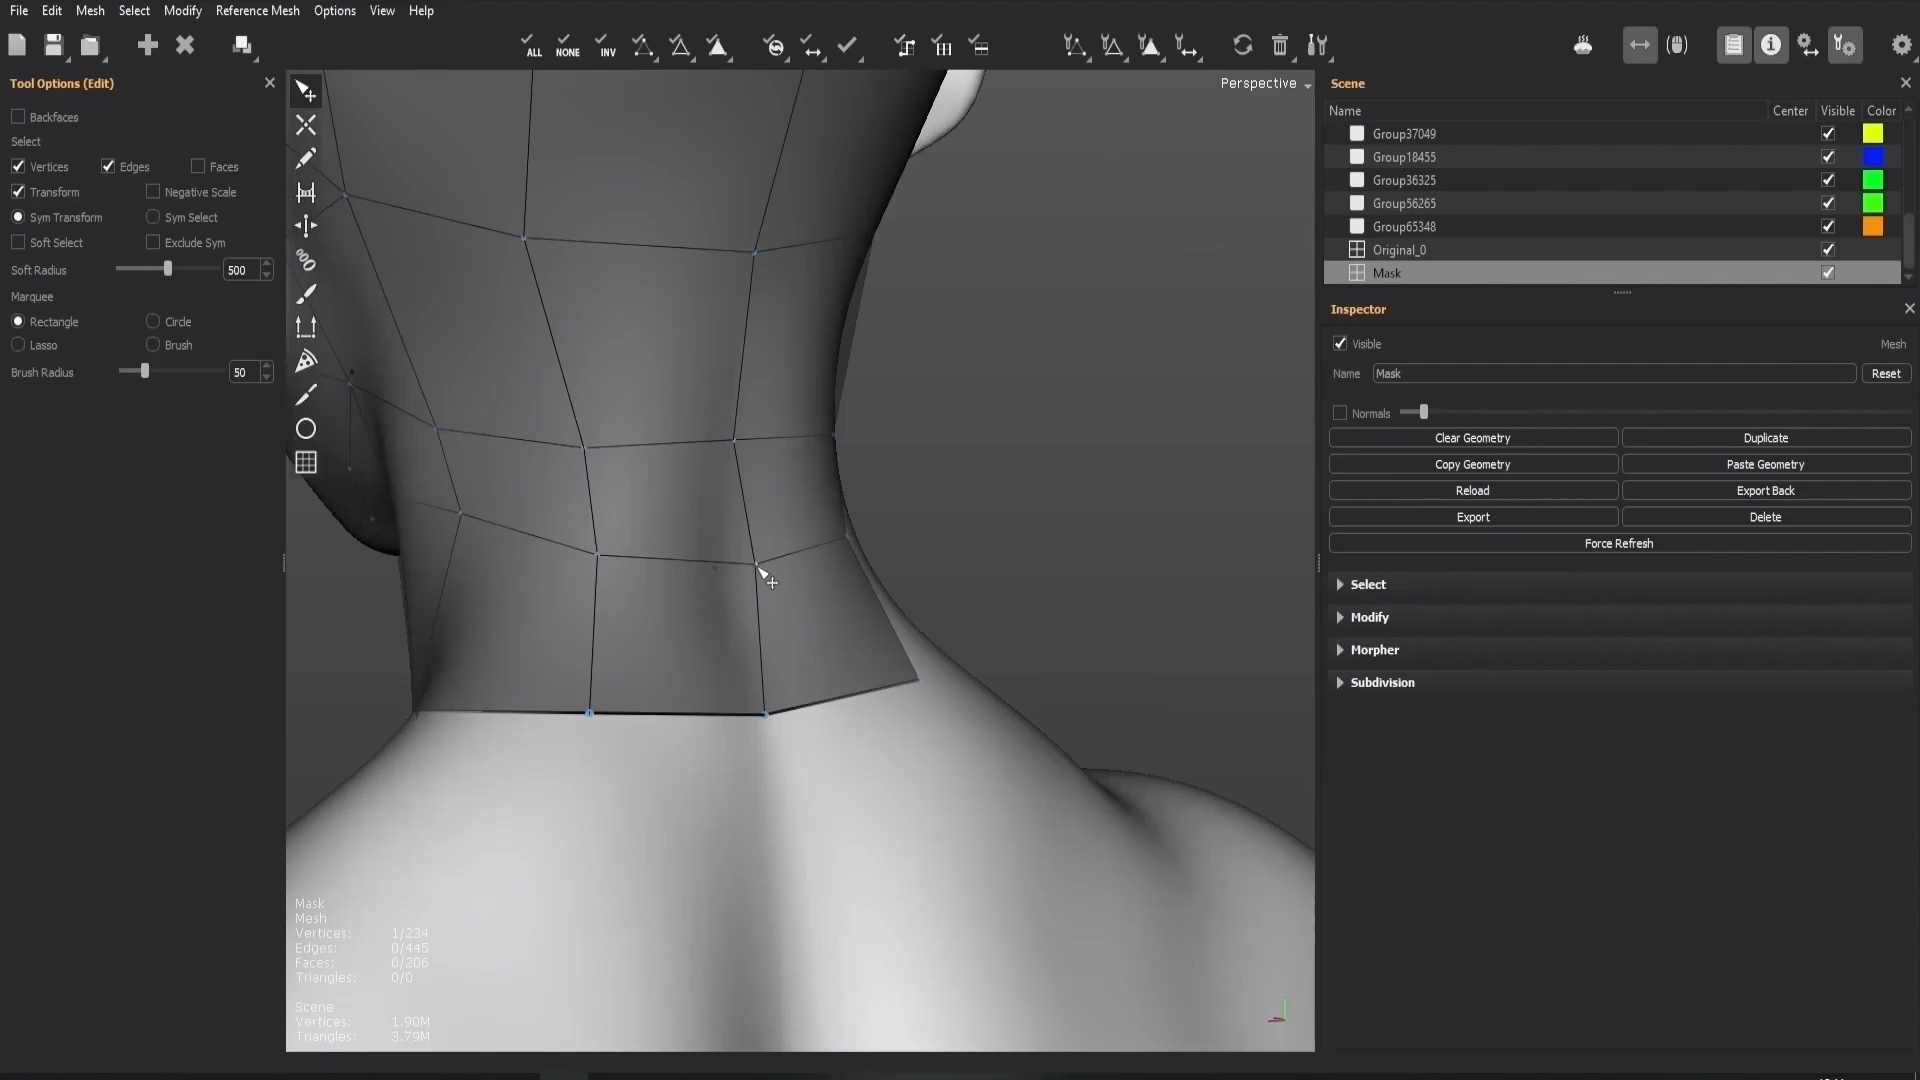 File Edit Mesh Select Modify Reference Mesh Options View Help
ALL NONE INV
Tool Options (Edit)
Backfaces
Select
Vertices Edges Faces
Transform Negative Scale
Sym Transform Sym Select
Soft Select Exclude Sym
Soft Radius 500
Marquee
Rectangle Circle
Lasso Brush
Brush Radius 50
Perspective
Mask
Mesh
Vertices: 1/234
Edges: 0/445
Faces: 0/206
Triangles: 0/0
Scene
Vertices: 1.90M
Triangles: 3.79M
Scene
Name Center Visible Color
Group37049
Group18455
Group36325
Group56265
Group65348
Original_0
Mask
Inspector
Visible Mesh
Name Mask Reset
Normals
Clear Geometry Duplicate
Copy Geometry Paste Geometry
Reload Export Back
Export Delete
Force Refresh
Select
Modify
Morpher
Subdivision